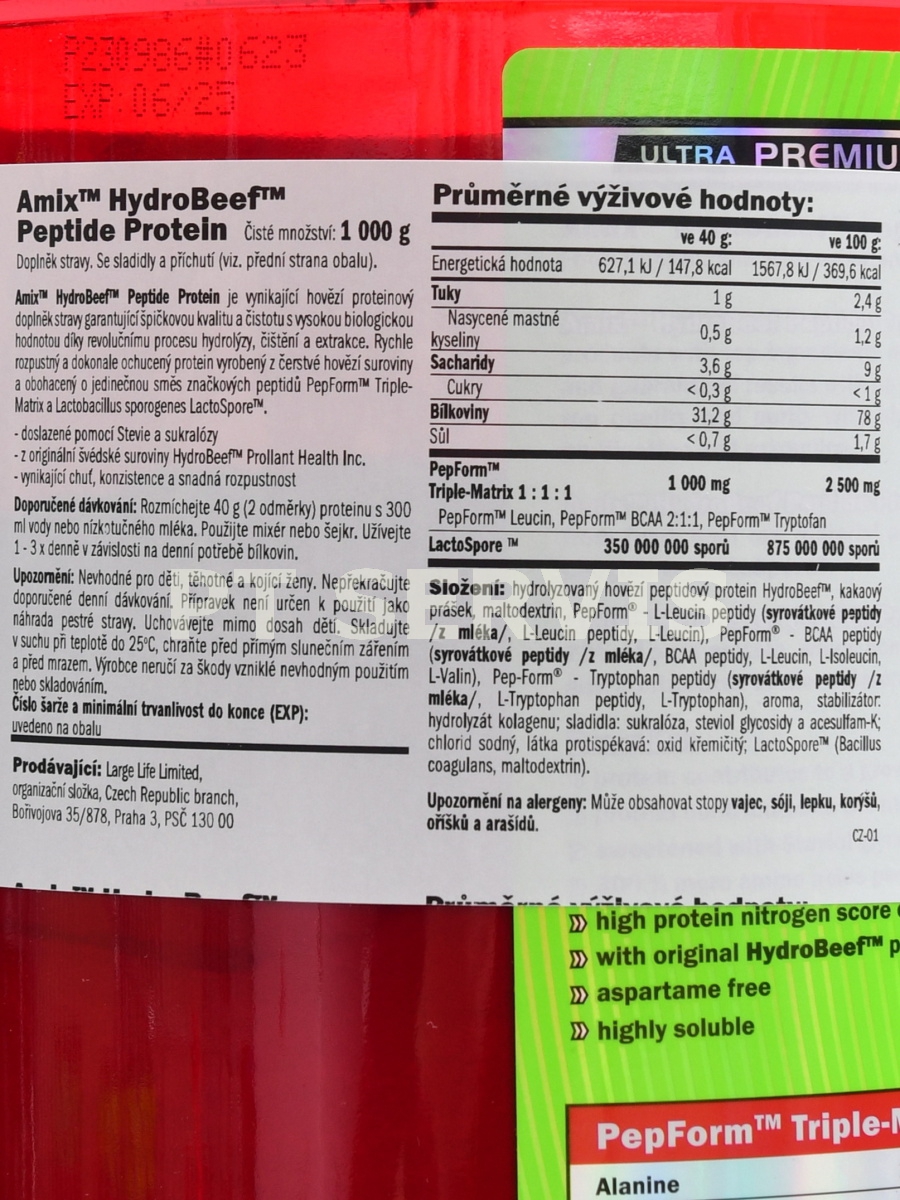 P230986#0623
EXP: 06/25
ULTRA PREMIU
Amix™ HydroBeef™
Peptide Protein Čisté množství: 1 000 g
Doplněk stravy. Se sladidly a příchutí (viz. přední strana obalu).
Amix™ HydroBeef™ Peptide Protein je vynikající hovězí proteinový
doplněk stravy garantující špičkovou kvalitu a čistotu s vysokou biologickou
hodnotou díky revolučnímu procesu hydrolýzy, čištění a extrakce. Rychle
rozpustný a dokonale ochucený protein vyrobený z čerstvé hovězí suroviny
a obohacený o jedinečnou směs značkových peptidů PepForm™ Triple-
Matrix a Lactobacillus sporogenes LactoSpore™.
- doslazené pomocí Stevie a sukralózy
- z originální švédské suroviny HydroBeef™ Prollant Health Inc.
- vynikající chuť, konzistence a snadná rozpustnost
Doporučené dávkování: Rozmíchejte 40 g (2 odměrky) proteinu s 300
ml vody nebo nízkotučného mléka. Použijte mixér nebo šejkr. Užívejte
1 - 3 x denně v závislosti na denní potřebě bílkovin.
Upozornění: Nevhodné pro děti, těhotné a kojící ženy. Nepřekračujte
doporučené denní dávkování. Přípravek není určen k použití jako
náhrada pestré stravy. Uchovávejte mimo dosah dětí. Skladujte
v suchu při teplotě do 25°C, chraňte před přímým slunečním zářením
a před mrazem. Výrobce neručí za škody vzniklé nevhodným použitím
nebo skladováním.
Číslo šarže a minimální trvanlivost do konce (EXP):
uvedeno na obalu
Prodávající: Large Life Limited,
organizační složka, Czech Republic branch,
Bořivojova 35/878, Praha 3, PSČ 130 00
Průměrné výživové hodnoty:
ve 40 g: ve 100 g:
Energetická hodnota 627,1 kJ / 147,8 kcal 1567,8 kJ / 369,6 kcal
Tuky 1 g 2,4 g
Nasycené mastné
kyseliny 0,5 g 1,2 g
Sacharidy 3,6 g 9 g
Cukry < 0,3 g < 1 g
Bílkoviny 31,2 g 78 g
Sůl < 0,7 g 1,7 g
PepForm™
Triple-Matrix 1 : 1 : 1 1 000 mg 2 500 mg
PepForm™ Leucin, PepForm™ BCAA 2:1:1, PepForm™ Tryptofan
LactoSpore ™ 350 000 000 sporů 875 000 000 sporů
Složení: hydrolyzovaný hovězí peptidový protein HydroBeef™, kakaový
prášek, maltodextrin, PepForm® - L-Leucin peptidy (syrovátkové peptidy
/z mléka/, L-Leucin peptidy, L-Leucin), PepForm® - BCAA peptidy
(syrovátkové peptidy /z mléka/, BCAA peptidy, L-Leucin, L-Isoleucin,
L-Valin), Pep-Form® - Tryptophan peptidy (syrovátkové peptidy /z
mléka/, L-Tryptophan peptidy, L-Tryptophan), aroma, stabilizátor:
hydrolyzát kolagenu; sladidla: sukralóza, steviol glycosidy a acesulfam-K;
chlorid sodný, látka protispékavá: oxid křemičitý; LactoSpore™ (Bacillus
coagulans, maltodextrin).
Upozornění na alergeny: Může obsahovat stopy vajec, sóji, lepku, korýšů,
oříšků a arašídů.
CZ-01
FT SERVIS
high protein nitrogen score
with original HydroBeef™ p
aspartame free
highly soluble
PepForm™ Triple-M
Alanine